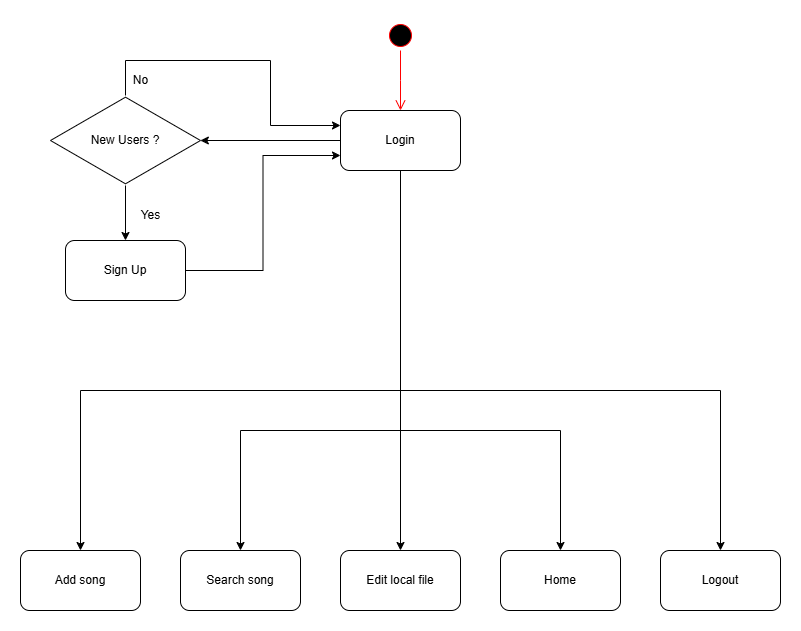 No
New Users ?
Login
Yes
Sign Up
Add song
Search song
Edit local file
Home
Logout